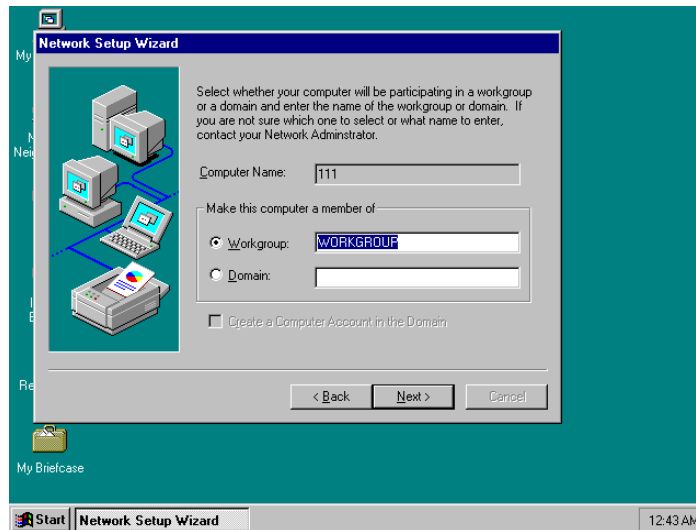 My
Network Setup Wizard
Select whether your computer will be participating in a workgroup
or a domain and enter the name of the workgroup or domain. If
you are not sure which one to select or what name to enter,
contact your Network Adminstrator.
N
Neig
Computer Name: 111
Make this computer a member of
Workgroup: WORKGROUP
Domain:
I
E
Create a Computer Account in the Domain
Re
< Back Next > Cancel
My Briefcase
Start Network Setup Wizard 12:43 AM